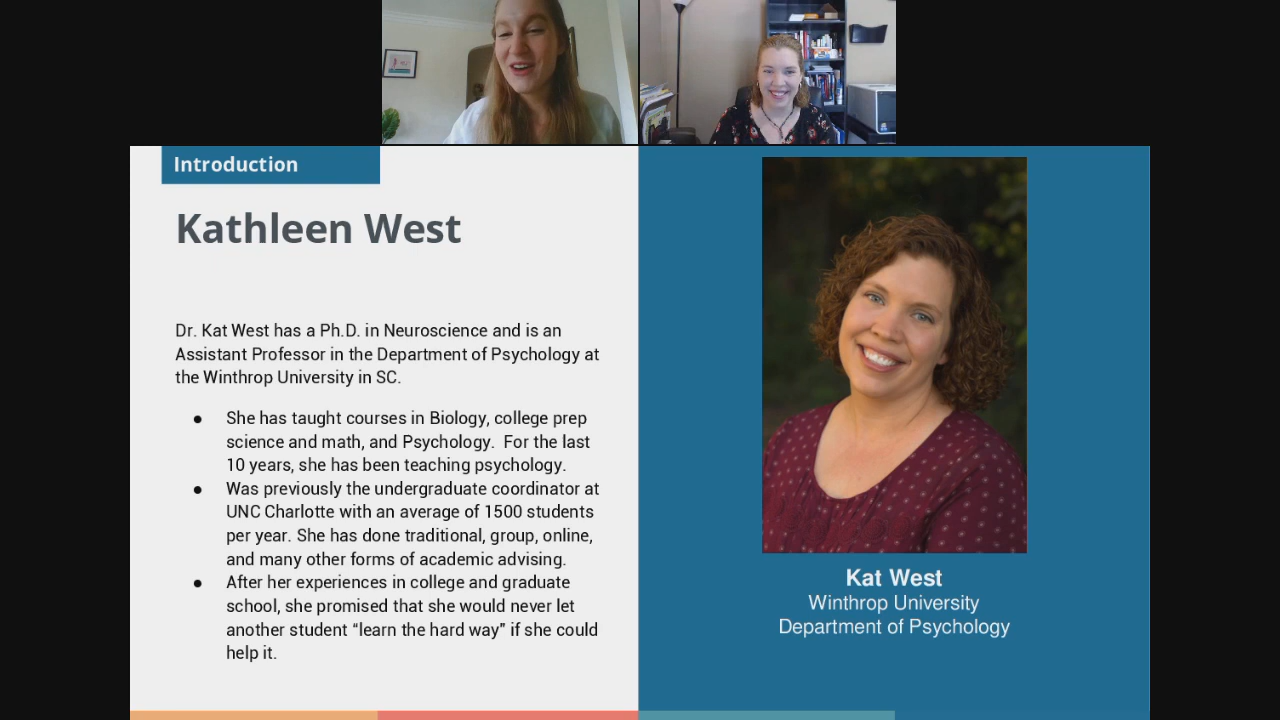 Introduction
Kathleen West
Dr. Kat West has a Ph.D. in Neuroscience and is an
Assistant Professor in the Department of Psychology at
the Winthrop University in SC.
● She has taught courses in Biology, college prep
science and math, and Psychology.  For the last
10 years, she has been teaching psychology.
● Was previously the undergraduate coordinator at
UNC Charlotte with an average of 1500 students
per year. She has done traditional, group, online,
and many other forms of academic advising.
● After her experiences in college and graduate
school, she promised that she would never let
another student “learn the hard way” if she could
help it.
Kat West
Winthrop University
Department of Psychology